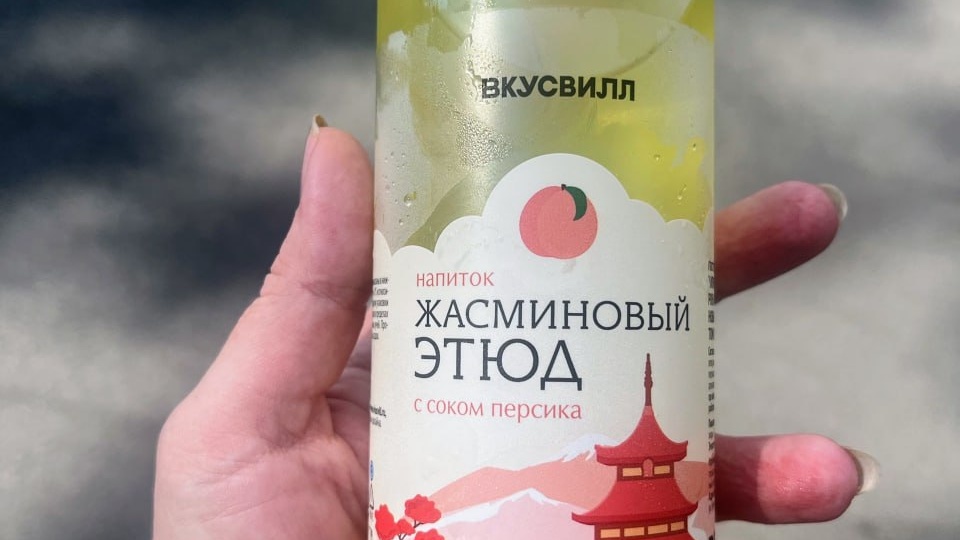 ВКУСВИЛЛ
напиток
ЖАСМИНОВЫЙ
ЭТЮД
с соком персика